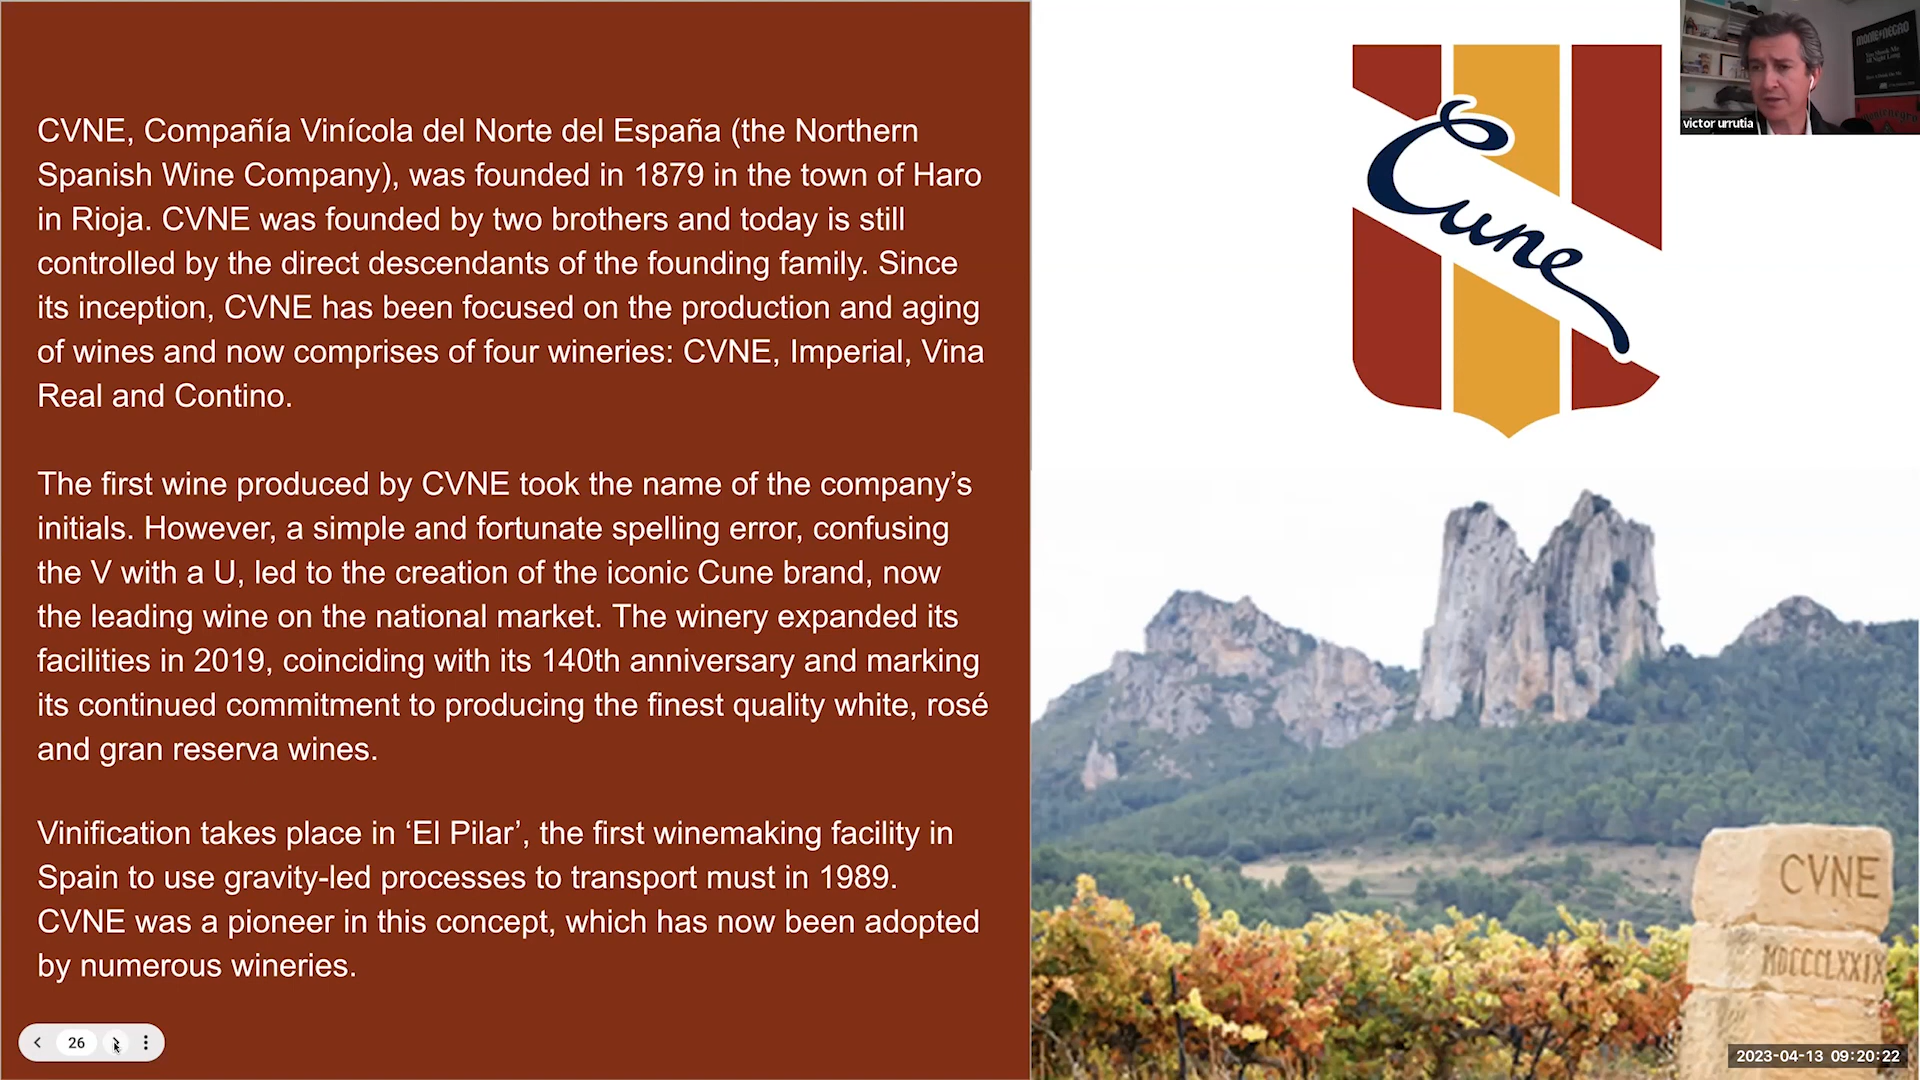 CVNE, Compañía Vinícola del Norte del España (the Northern
Spanish Wine Company), was founded in 1879 in the town of Haro
in Rioja. CVNE was founded by two brothers and today is still
controlled by the direct descendants of the founding family. Since
its inception, CVNE has been focused on the production and aging
of wines and now comprises of four wineries: CVNE, Imperial, Vina
Real and Contino.
The first wine produced by CVNE took the name of the company’s
initials. However, a simple and fortunate spelling error, confusing
the V with a U, led to the creation of the iconic Cune brand, now
the leading wine on the national market. The winery expanded its
facilities in 2019, coinciding with its 140th anniversary and marking
its continued commitment to producing the finest quality white, rosé
and gran reserva wines.
Vinification takes place in ‘El Pilar’, the first winemaking facility in
Spain to use gravity-led processes to transport must in 1989.
CVNE was a pioneer in this concept, which has now been adopted
by numerous wineries.
26
Cune
MONTENEGRO
victor urrutia
CVNE
MDCCCLXXIX
2023-04-13 09:20:22